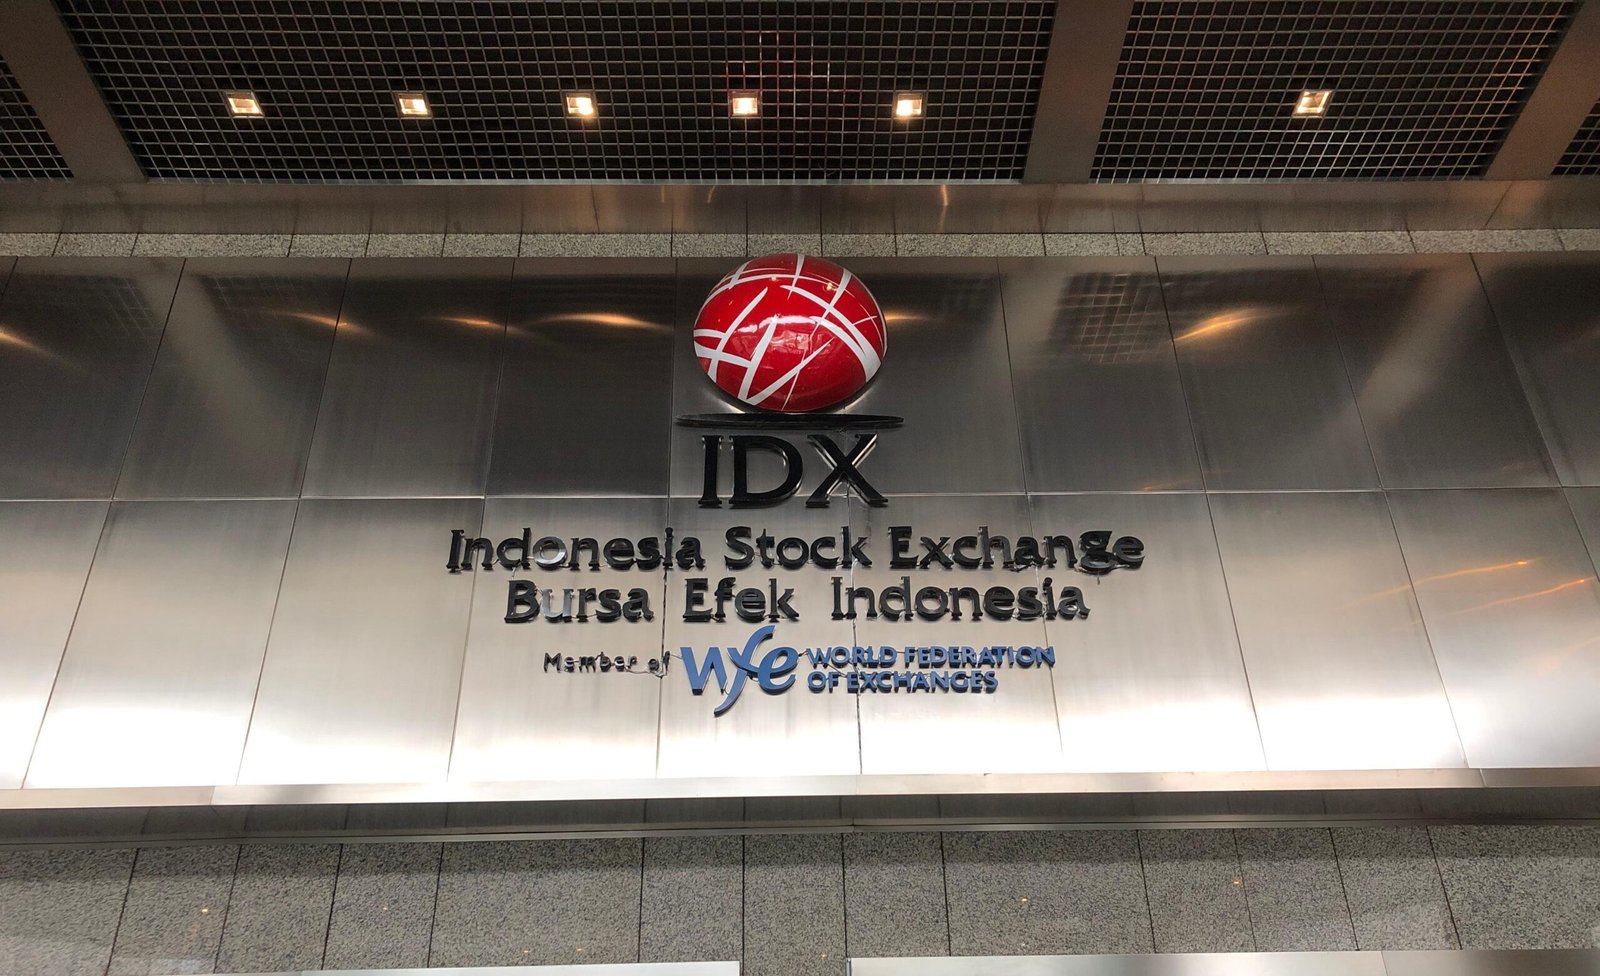 IDX
Indonesia Stock Exchange
Bursa Efek Indonesia
Member of wfe WORLD FEDERATION
OF EXCHANGES